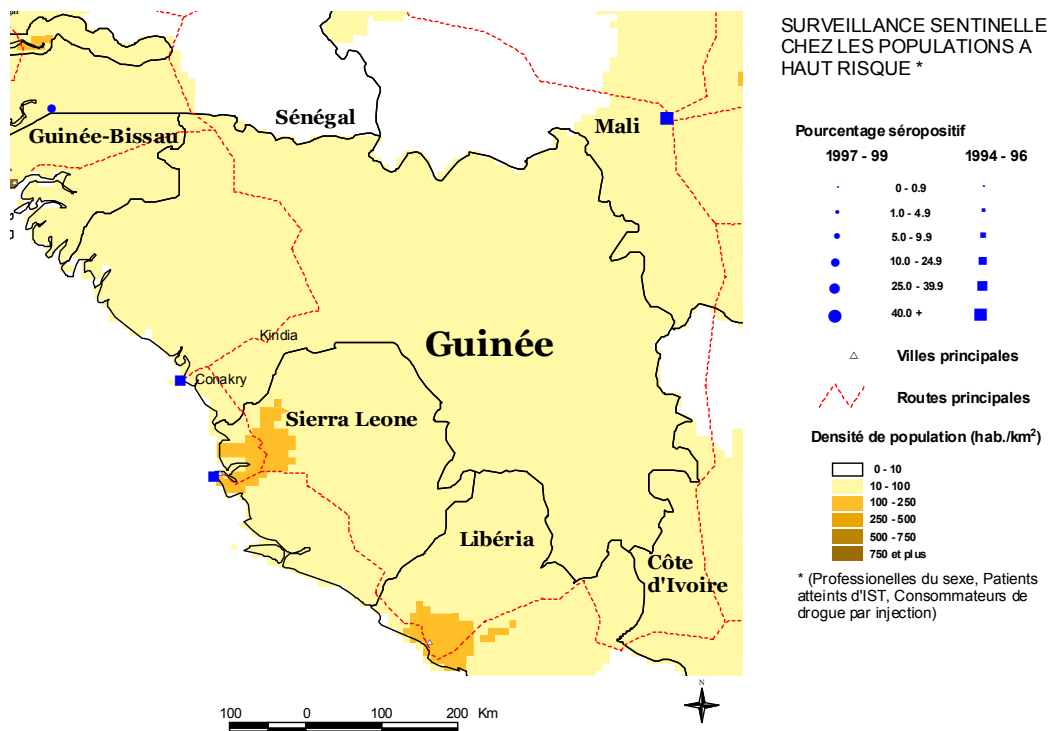 SURVEILLANCE SENTINELLE
CHEZ LES POPULATIONS A
HAUT RISQUE *
Sénégal
Mali
Guinée-Bissau
Kindia
Guinée
Conakry
Sierra Leone
Libéria
Côte
d'Ivoire
Pourcentage séropositif
1997 - 99 1994 - 96
0 - 0.9
1.0 - 4.9
5.0 - 9.9
10.0 - 24.9
25.0 - 39.9
40.0 +
Villes principales
Routes principales
Densité de population (hab./km²)
0 - 10
10 - 100
100 - 250
250 - 500
500 - 750
750 et plus
* (Professionelles du sexe, Patients
atteints d'IST, Consommateurs de
drogue par injection)
N
100 0 100 200 Km